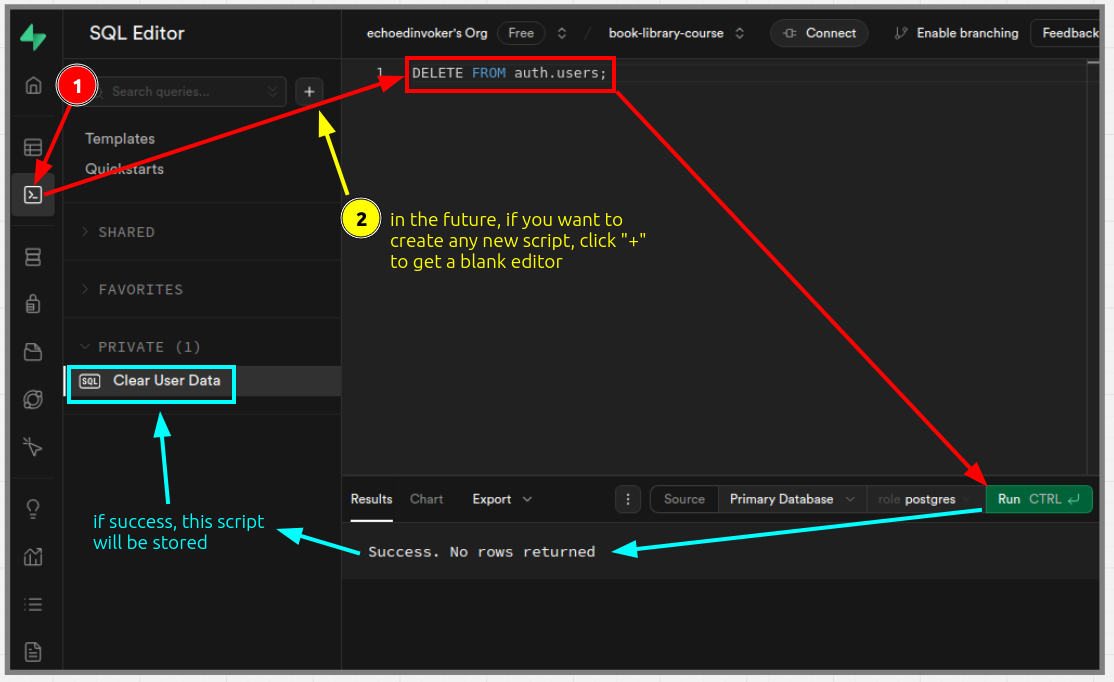 SQL Editor
echoedinvoker's Org Free / book-library-course Connect Enable branching Feedback
1
Search queries...
+
1 DELETE FROM auth.users;
Templates
Quickstarts
2
in the future, if you want to
create any new script, click "+"
to get a blank editor
SHARED
FAVORITES
PRIVATE (1)
SQL Clear User Data
if success, this script
will be stored
Results Chart Export Source Primary Database role postgres Run CTRL
Success. No rows returned